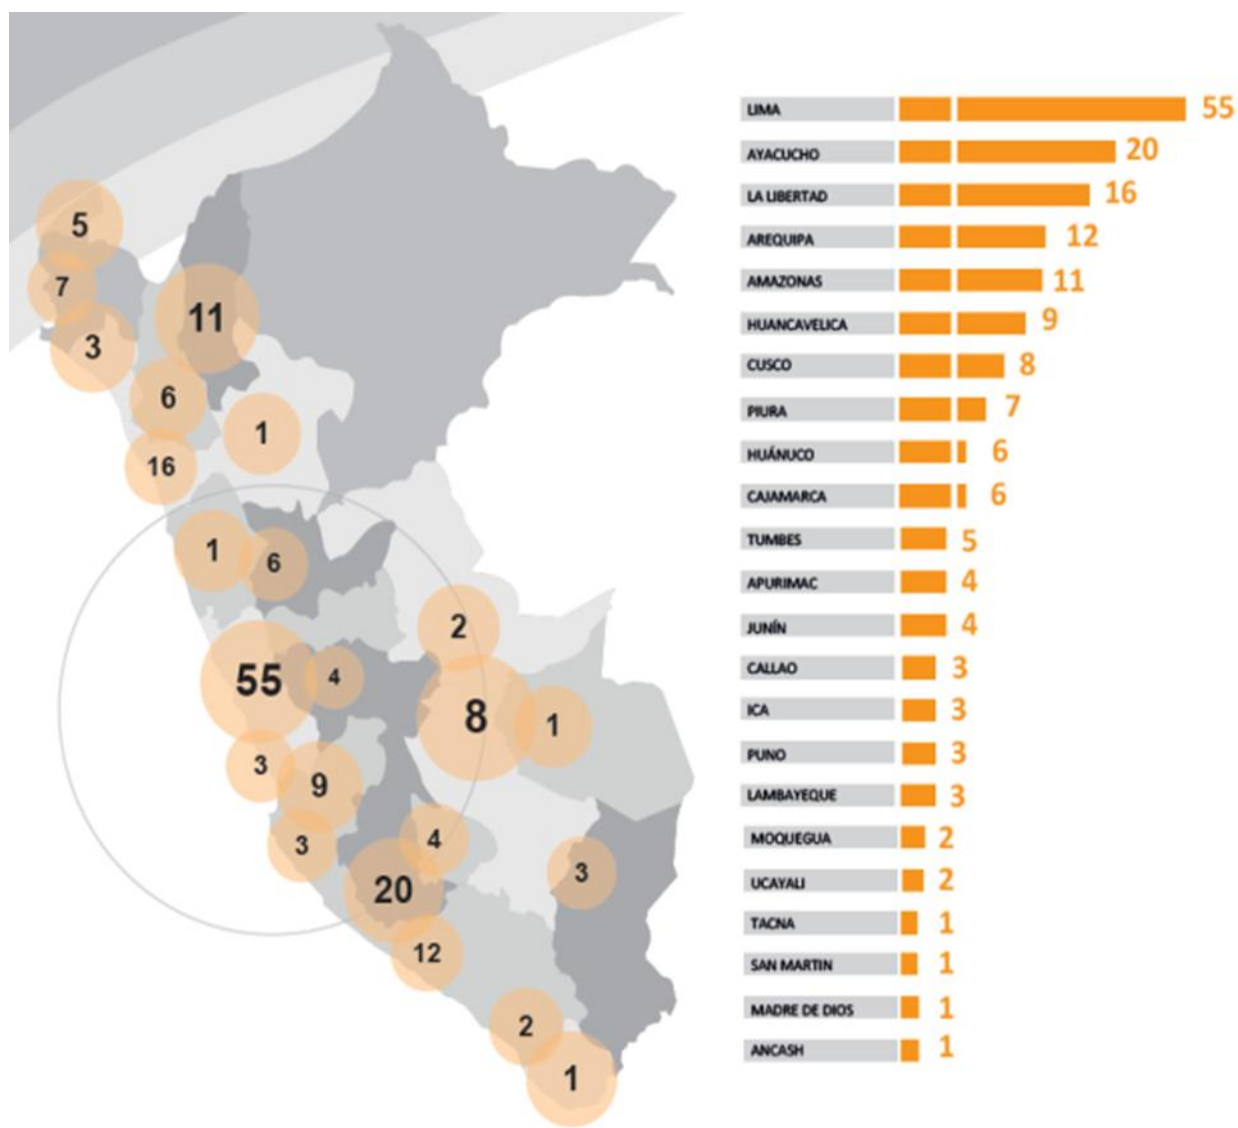 5
7
11
3
6
1
16
1
6
2
55
4
8
1
3
9
3
4
3
20
12
2
1
LIMA 55
AYACUCHO 20
LA LIBERTAD 16
AREQUIPA 12
AMAZONAS 11
HUANCAVELICA 9
CUSCO 8
PIURA 7
HUÁNUCO 6
CAJAMARCA 6
TUMBES 5
APURIMAC 4
JUNÍN 4
CALLAO 3
ICA 3
PUNO 3
LAMBAYEQUE 3
MOQUEGUA 2
UCAYALI 2
TACNA 1
SAN MARTIN 1
MADRE DE DIOS 1
ANCASH 1